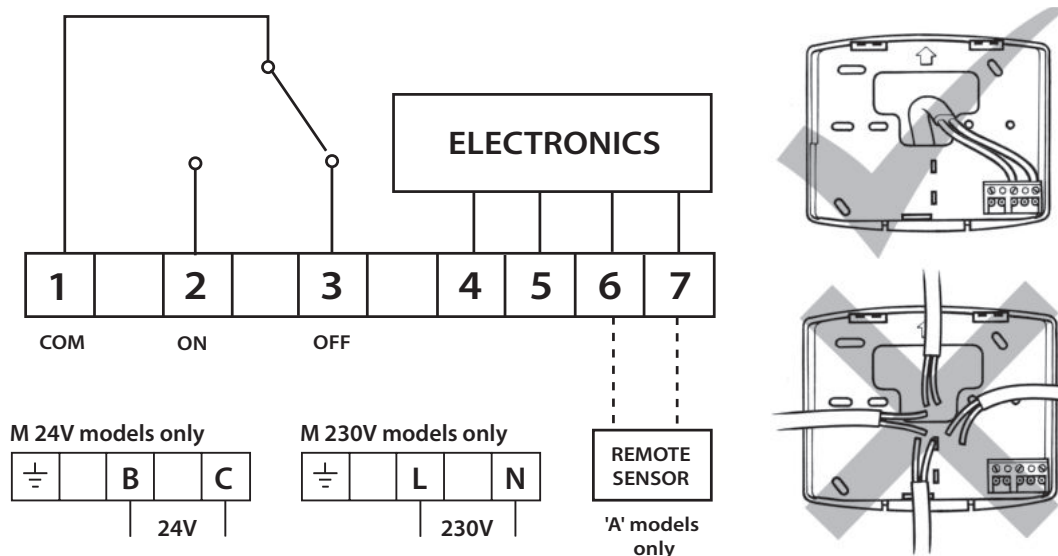 ELECTRONICS
1 2 3 4 5 6 7
COM ON OFF
M 24V models only
B C
24V
M 230V models only
L N
230V
REMOTE
SENSOR
'A' models
only